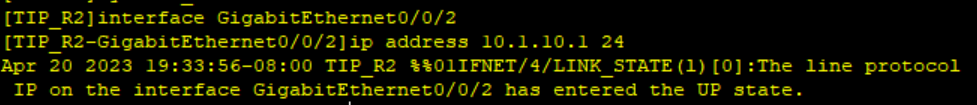 [TIP_R2]interface GigabitEthernet0/0/2
[TIP_R2-GigabitEthernet0/0/2]ip address 10.1.10.1 24
Apr 20 2023 19:33:56-08:00 TIP_R2 %%01IFNET/4/LINK_STATE(l)[0]:The line protocol
IP on the interface GigabitEthernet0/0/2 has entered the UP state.